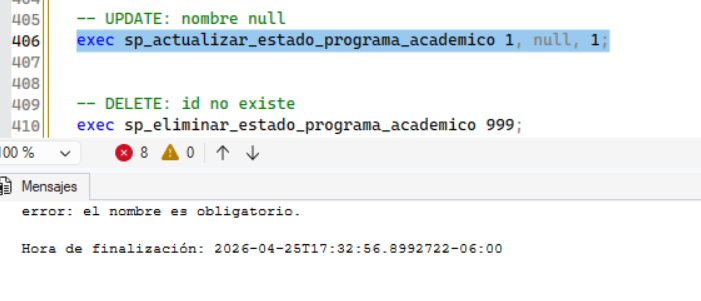 405 -- UPDATE: nombre null
406 exec sp_actualizar_estado_programa_academico 1, null, 1;
407
408
409 -- DELETE: id no existe
410 exec sp_eliminar_estado_programa_academico 999;
00 % 8 0
Mensajes
error: el nombre es obligatorio.
Hora de finalización: 2026-04-25T17:32:56.8992722-06:00